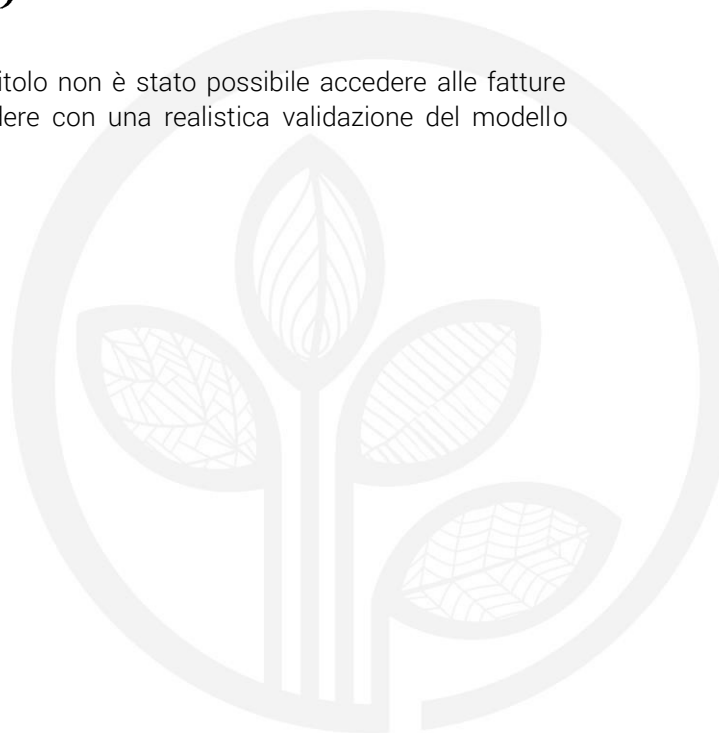 itolo non è stato possibile accedere alle fatture
dere con una realistica validazione del modello